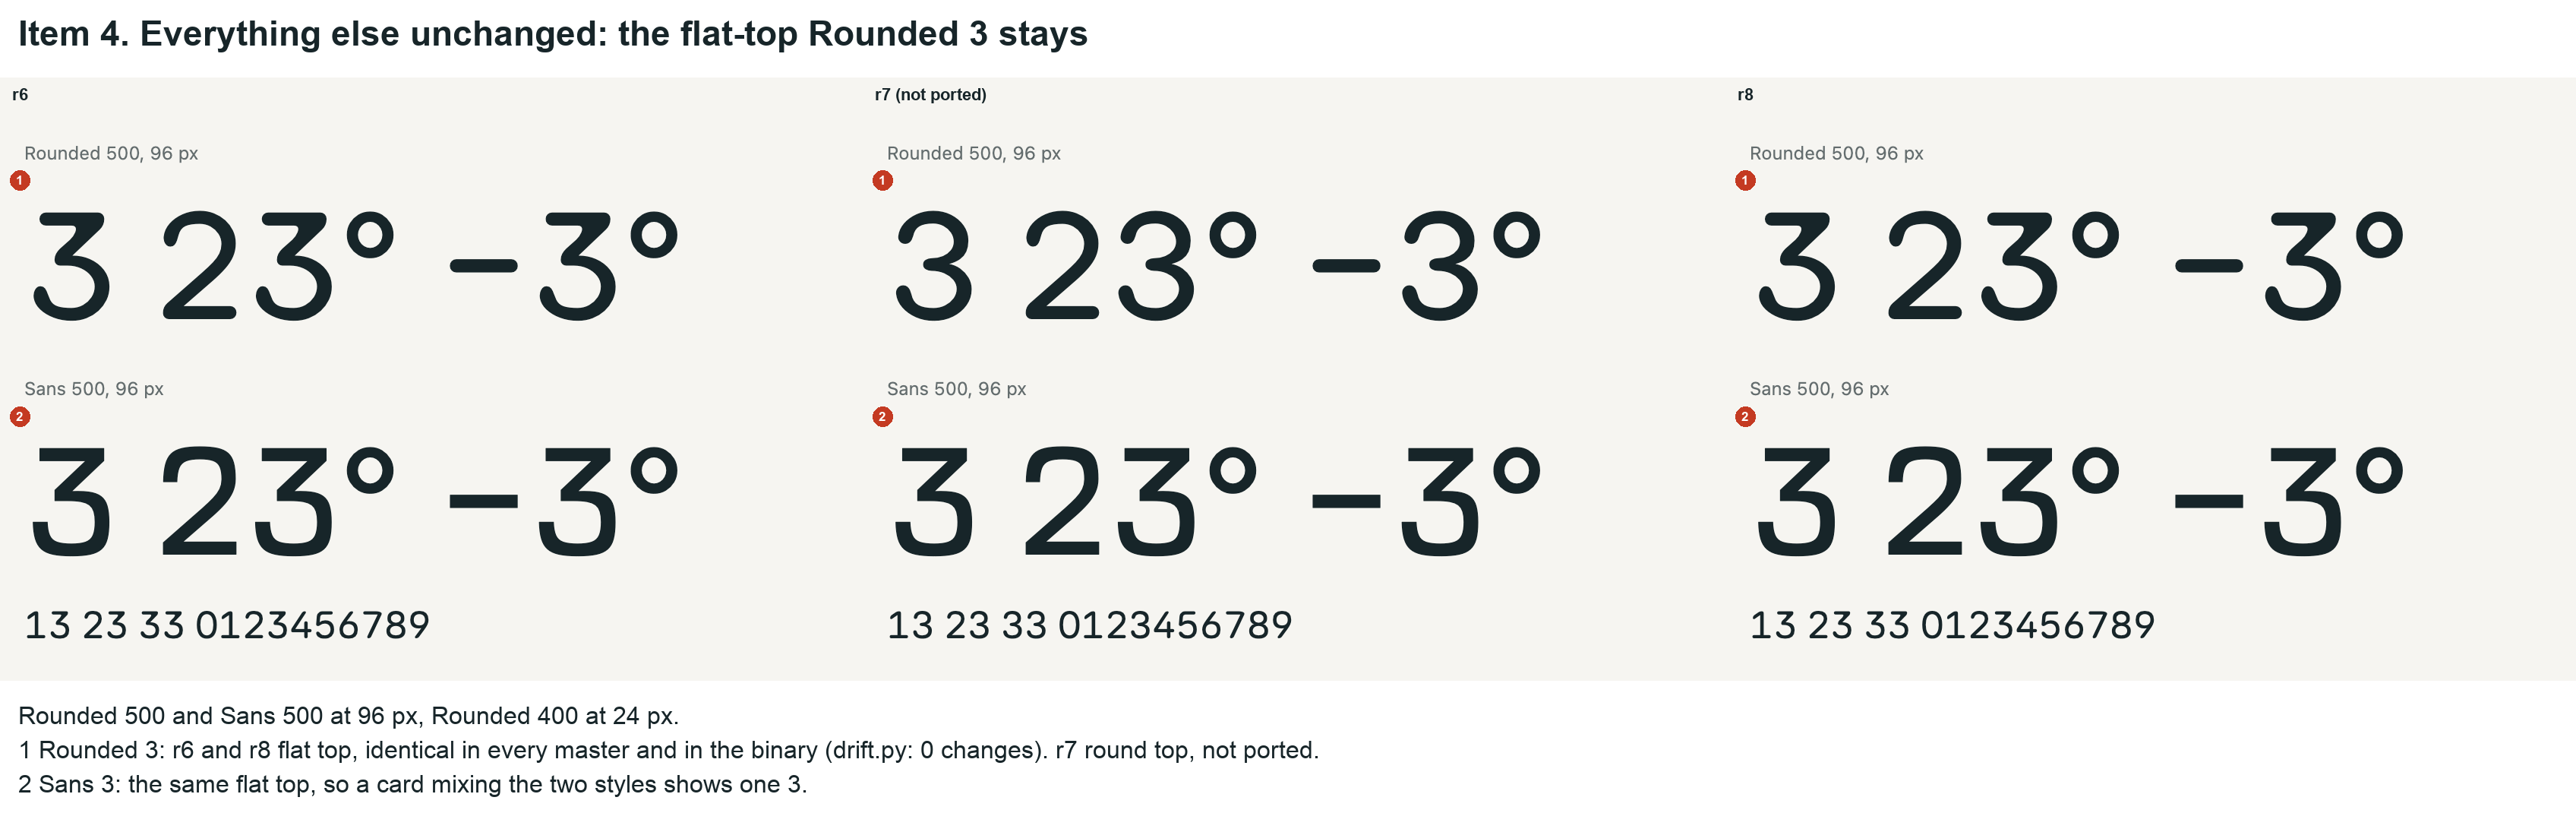 Item 4. Everything else unchanged: the flat-top Rounded 3 stays
r6
Rounded 500, 96 px
1
3 23° −3°
Sans 500, 96 px
2
3 23° −3°
13 23 33 0123456789
r7 (not ported)
Rounded 500, 96 px
1
3 23° −3°
Sans 500, 96 px
2
3 23° −3°
13 23 33 0123456789
r8
Rounded 500, 96 px
1
3 23° −3°
Sans 500, 96 px
2
3 23° −3°
13 23 33 0123456789
Rounded 500 and Sans 500 at 96 px, Rounded 400 at 24 px.
1 Rounded 3: r6 and r8 flat top, identical in every master and in the binary (drift.py: 0 changes). r7 round top, not ported.
2 Sans 3: the same flat top, so a card mixing the two styles shows one 3.